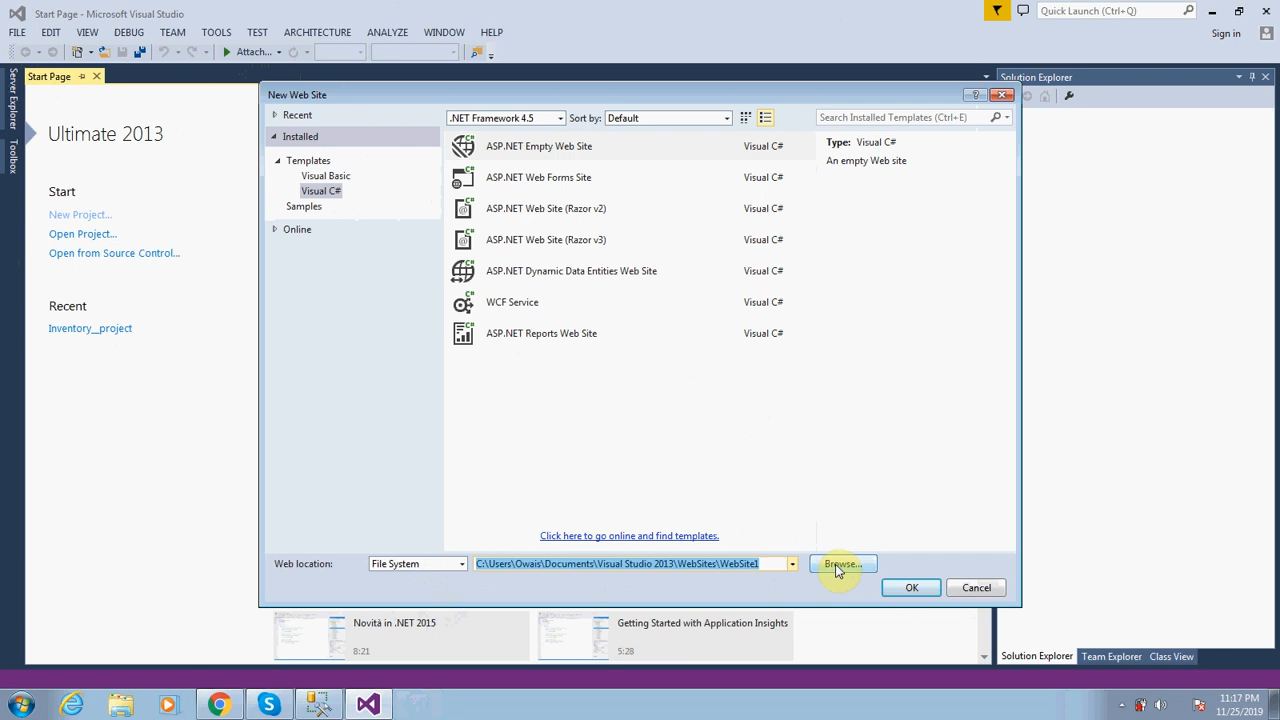 Start Page - Microsoft Visual Studio
Quick Launch (Ctrl+Q)
FILE EDIT VIEW DEBUG TEAM TOOLS TEST ARCHITECTURE ANALYZE WINDOW HELP
Sign in
Attach...
Server Explorer
Toolbox
Start Page
Ultimate 2013
Start
New Project...
Open Project...
Open from Source Control...
Recent
Inventory__project
New Web Site
Recent
Installed
Templates
Visual Basic
Visual C#
Samples
Online
.NET Framework 4.5
Sort by: Default
Search Installed Templates (Ctrl+E)
ASP.NET Empty Web Site Visual C#
ASP.NET Web Forms Site Visual C#
ASP.NET Web Site (Razor v2) Visual C#
ASP.NET Web Site (Razor v3) Visual C#
ASP.NET Dynamic Data Entities Web Site Visual C#
WCF Service Visual C#
ASP.NET Reports Web Site Visual C#
Type: Visual C#
An empty Web site
Click here to go online and find templates.
Web location: File System C:\Users\Owais\Documents\Visual Studio 2013\WebSites\WebSite1 Browse...
OK Cancel
Novità in .NET 2015
8:21
Getting Started with Application Insights
5:28
Solution Explorer
Solution Explorer Team Explorer Class View
11:17 PM
11/25/2019